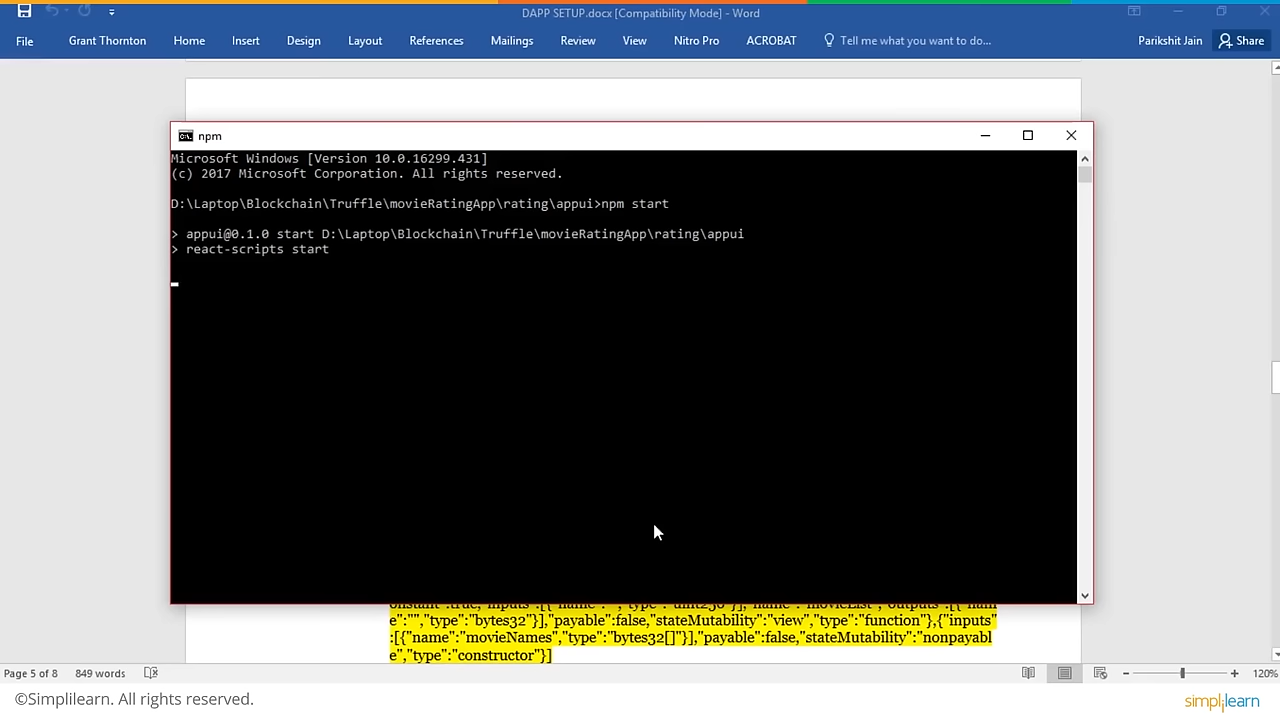 DAPP SETUP.docx [Compatibility Mode] - Word
File Grant Thornton Home Insert Design Layout References Mailings Review View Nitro Pro ACROBAT Tell me what you want to do... Parikshit Jain Share
npm
Microsoft Windows [Version 10.0.16299.431]
(c) 2017 Microsoft Corporation. All rights reserved.
D:\Laptop\Blockchain\Truffle\movieRatingApp\rating\appui>npm start
> appui@0.1.0 start D:\Laptop\Blockchain\Truffle\movieRatingApp\rating\appui
> react-scripts start
e":"","type":"bytes32"}],"payable":false,"stateMutability":"view","type":"function"},{"inputs"
:[{"name":"movieNames","type":"bytes32[]"}],"payable":false,"stateMutability":"nonpayabl
e","type":"constructor"}]
Page 5 of 8 849 words 120%
©Simplilearn. All rights reserved.
simplilearn